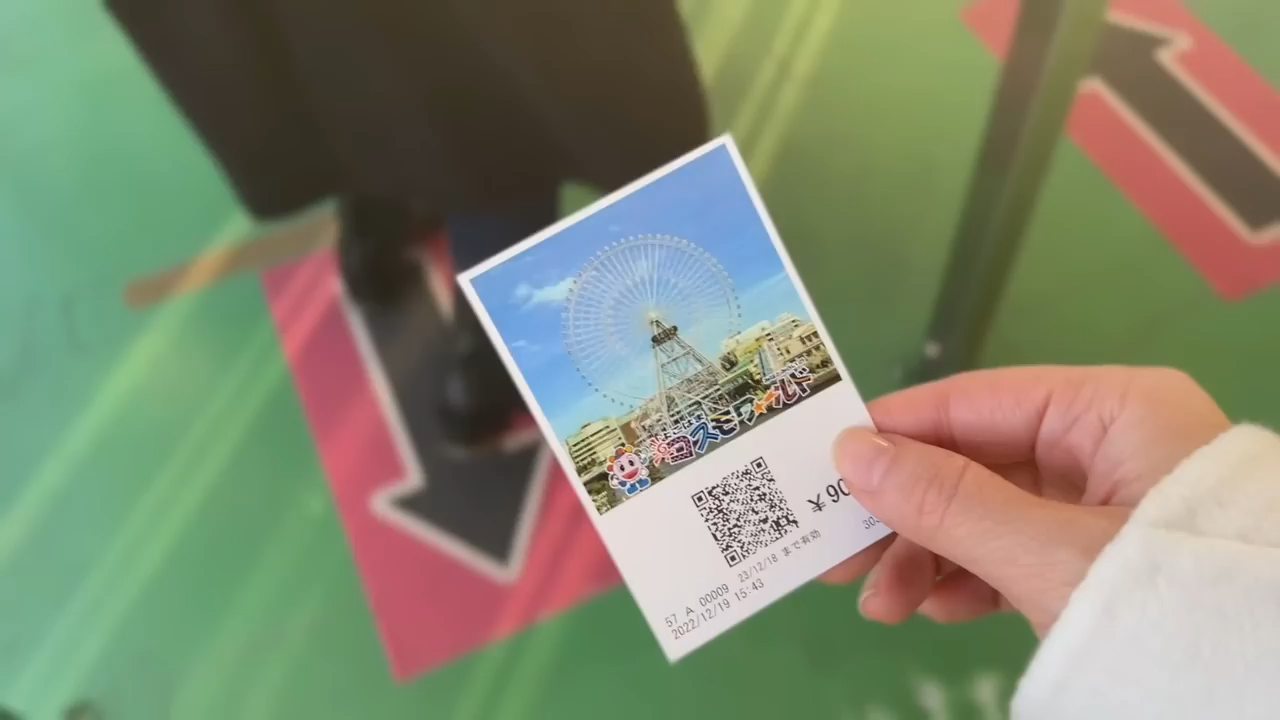 よこはま
コスモワールド
¥90
303
23/12/18 まで有効
57 A 00009
2022/12/19 15:43